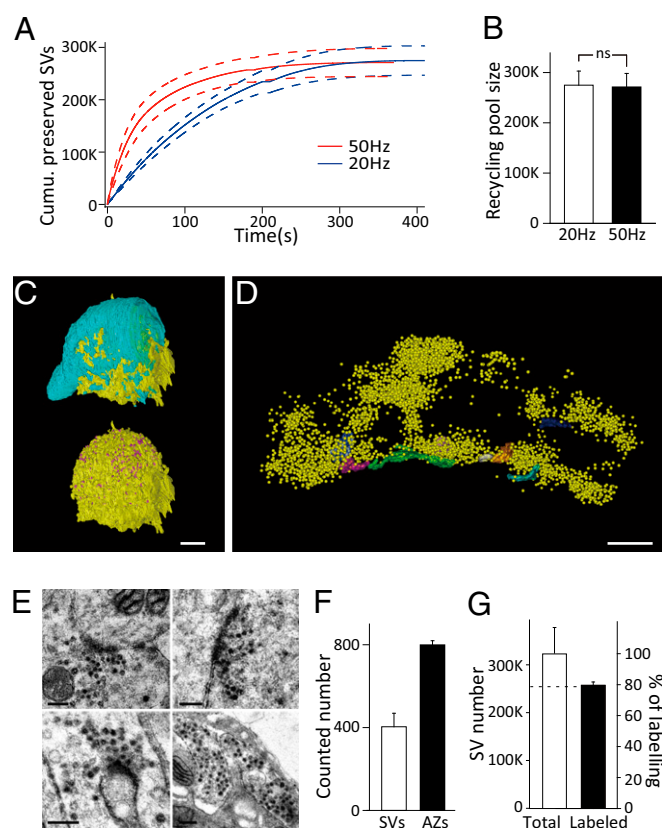 A
Cumu. preserved SVs
300K
200K
100K
0
50Hz
20Hz
0 100 200 300 400
Time(s)
B
ns
Recycling pool size
300K
200K
100K
0
20Hz 50Hz
C
D
E
F
Counted number
800
400
0
SVs AZs
G
SV number
300K
200K
100K
0
100
80
60
40
20
0
% of labelling
Total Labeled